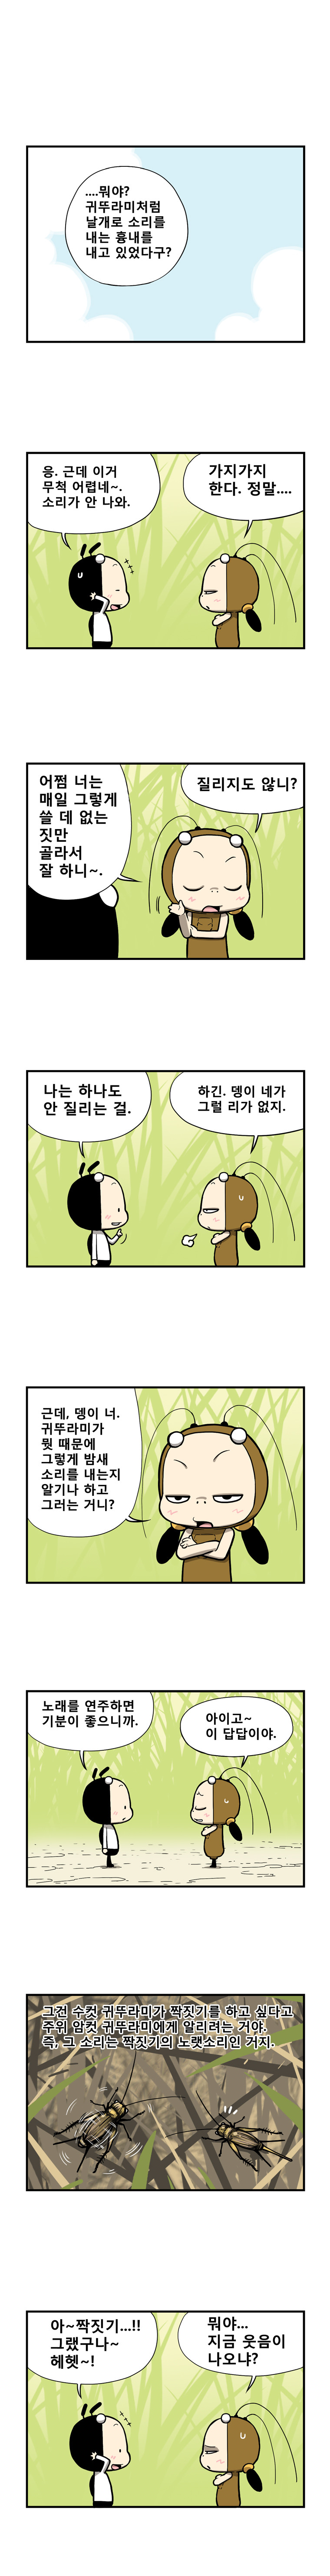 ....뭐야?
귀뚜라미처럼
날개로 소리를
내는 흉내를
내고 있었다구?
응. 근데 이거
무척 어렵네~.
소리가 안 나와.
가지가지
한다. 정말....
어쩜 너는
매일 그렇게
쓸 데 없는
짓만
골라서
잘 하니~.
질리지도 않니?
나는 하나도
안 질리는 걸.
하긴. 뎅이 네가
그럴 리가 없지.
근데, 뎅이 너.
귀뚜라미가
뭣 때문에
그렇게 밤새
소리를 내는지
알기나 하고
그러는 거니?
노래를 연주하면
기분이 좋으니까.
아이고~
이 답답이야.
그건 수컷 귀뚜라미가 짝짓기를 하고 싶다고
주위 암컷 귀뚜라미에게 알리려는 거야.
즉, 그 소리는 짝짓기의 노랫소리인 거지.
아~짝짓기...!!
그랬구나~
헤헷~!
뭐야...
지금 웃음이
나오냐?